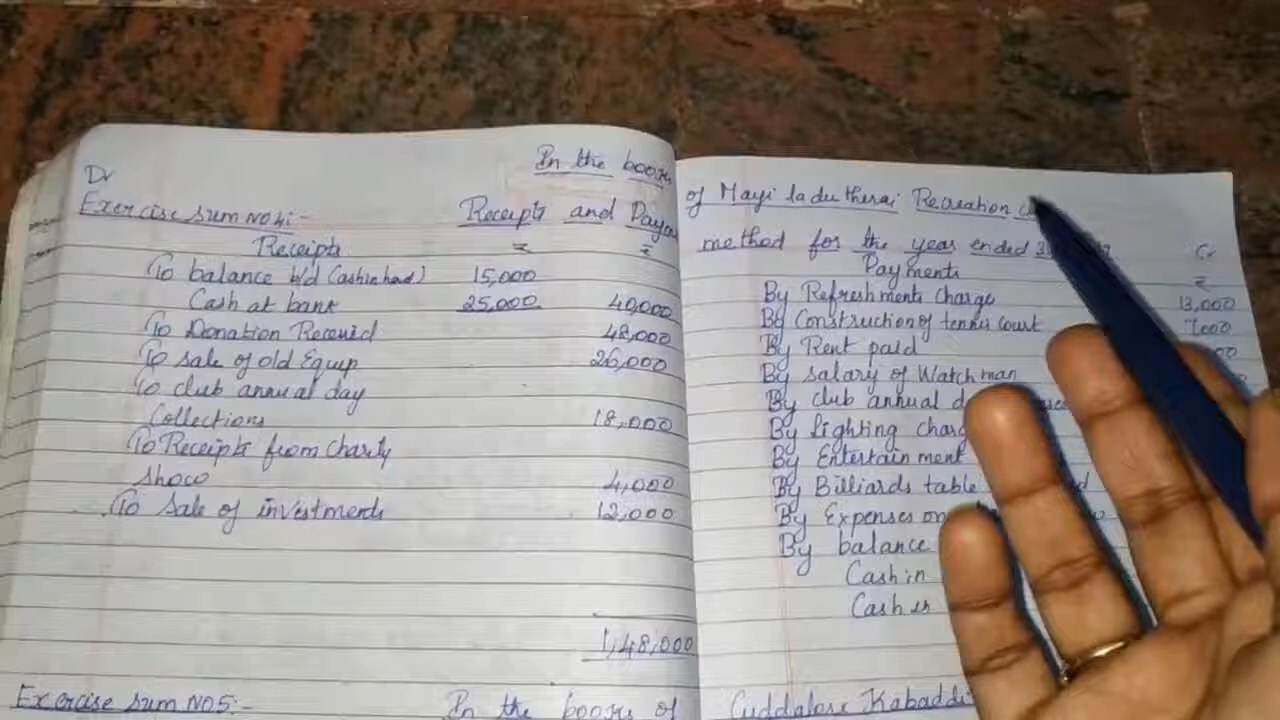 In the books
Dr
Exercise sum NO 4:-
Receipts and Payme
Receipts
₹
₹
To balance b/d (cash in hand) 15,000
Cash at bank 25,000 40,000
To Donation Received 48,000
To sale of old Equip 26,000
To club annual day
Collections 18,000
To Receipts from Charity
Show 4,000
To Sale of investments 12,000
1,48,000
Exercise sum NO 5:- In the books of
of Mayiladutherai Recreation
method for the year ended
Cr
Payments
₹
By Refreshments Charge 13,000
By Construction of tennis court 7,000
By Rent paid
By salary of Watchman
By club annual
By lighting
By Entertainment
By Billiards table
By Expenses on
By balance
Cash in
Cash
Cuddalore Kabaddi